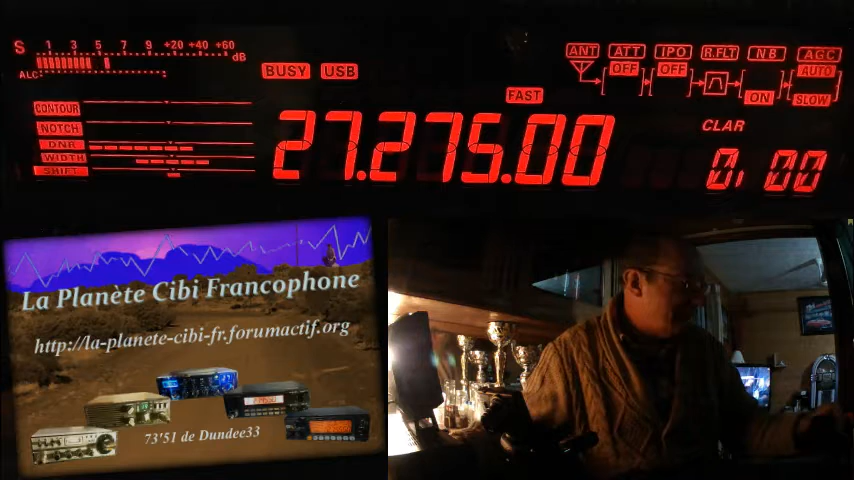 S 1 3 5 7 9 +20 +40 +60 dB
ALC:
BUSY USB
ANT ATT IPO R.FLT NB AGC
OFF OFF AUTO
ON SLOW
FAST
CONTOUR
NOTCH
DNR
WIDTH
SHIFT
27.275.00
CLAR
0.00
La Planète Cibi Francophone
http://la-planete-cibi-fr.forumactif.org
73'51 de Dundee33